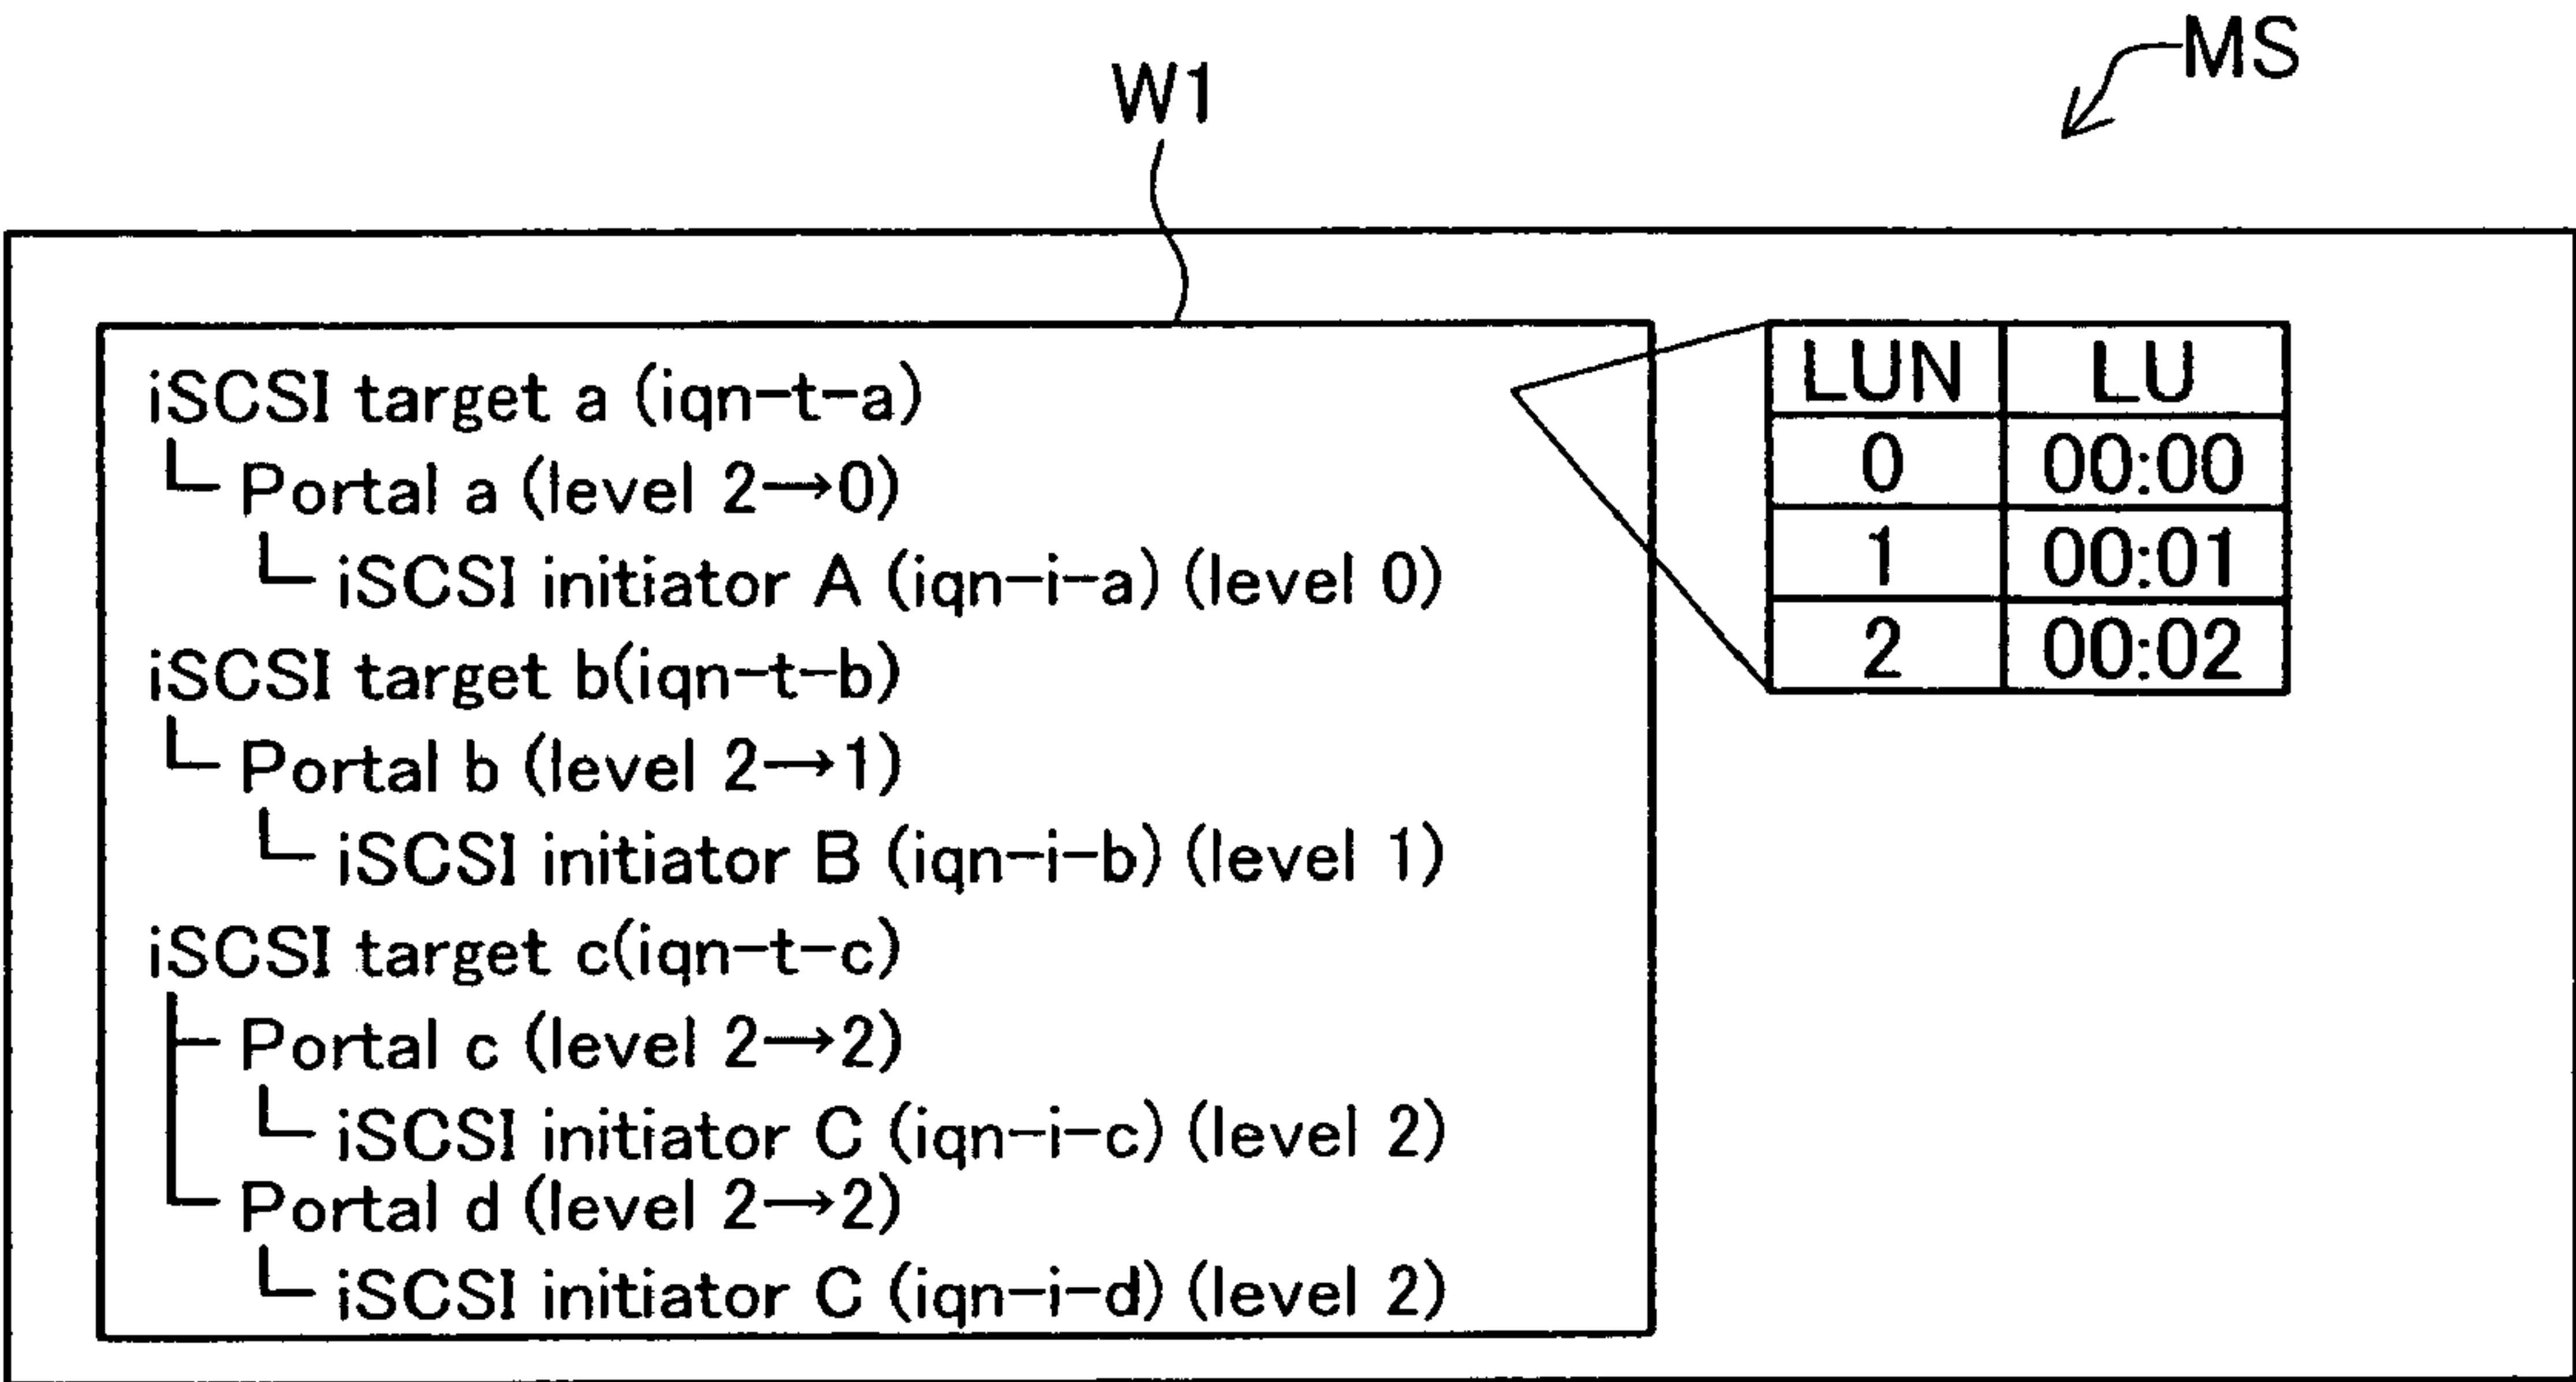 MS
W1
iSCSI target a (iqn-t-a)
Portal a (level 2→0)
iSCSI initiator A (iqn-i-a) (level 0)
iSCSI target b(iqn-t-b)
Portal b (level 2→1)
iSCSI initiator B (iqn-i-b) (level 1)
iSCSI target c(iqn-t-c)
Portal c (level 2→2)
iSCSI initiator C (iqn-i-c) (level 2)
Portal d (level 2→2)
iSCSI initiator C (iqn-i-d) (level 2)
LUN LU
0 00:00
1 00:01
2 00:02